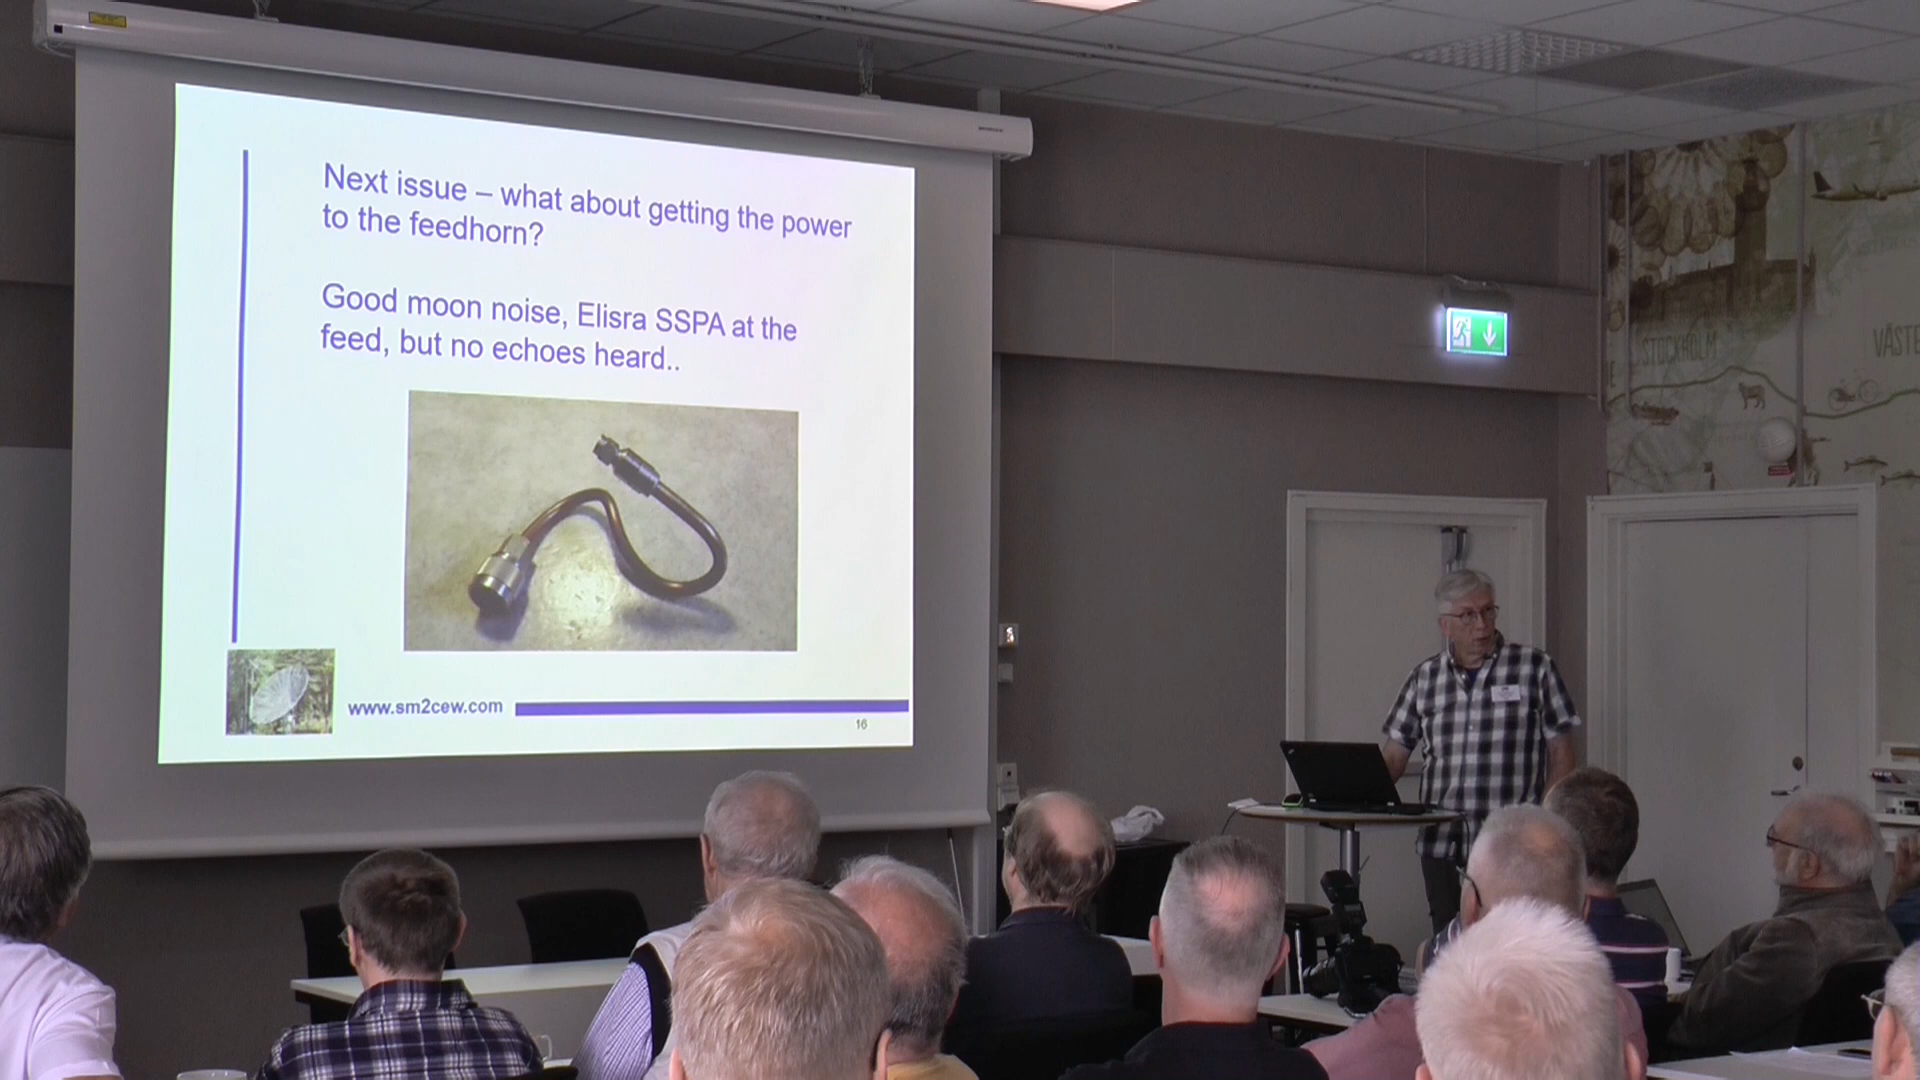 Next issue – what about getting the power
to the feedhorn?
Good moon noise, Elisra SSPA at the
feed, but no echoes heard..
www.sm2cew.com
16
STOCKHOLM
VÄSTE